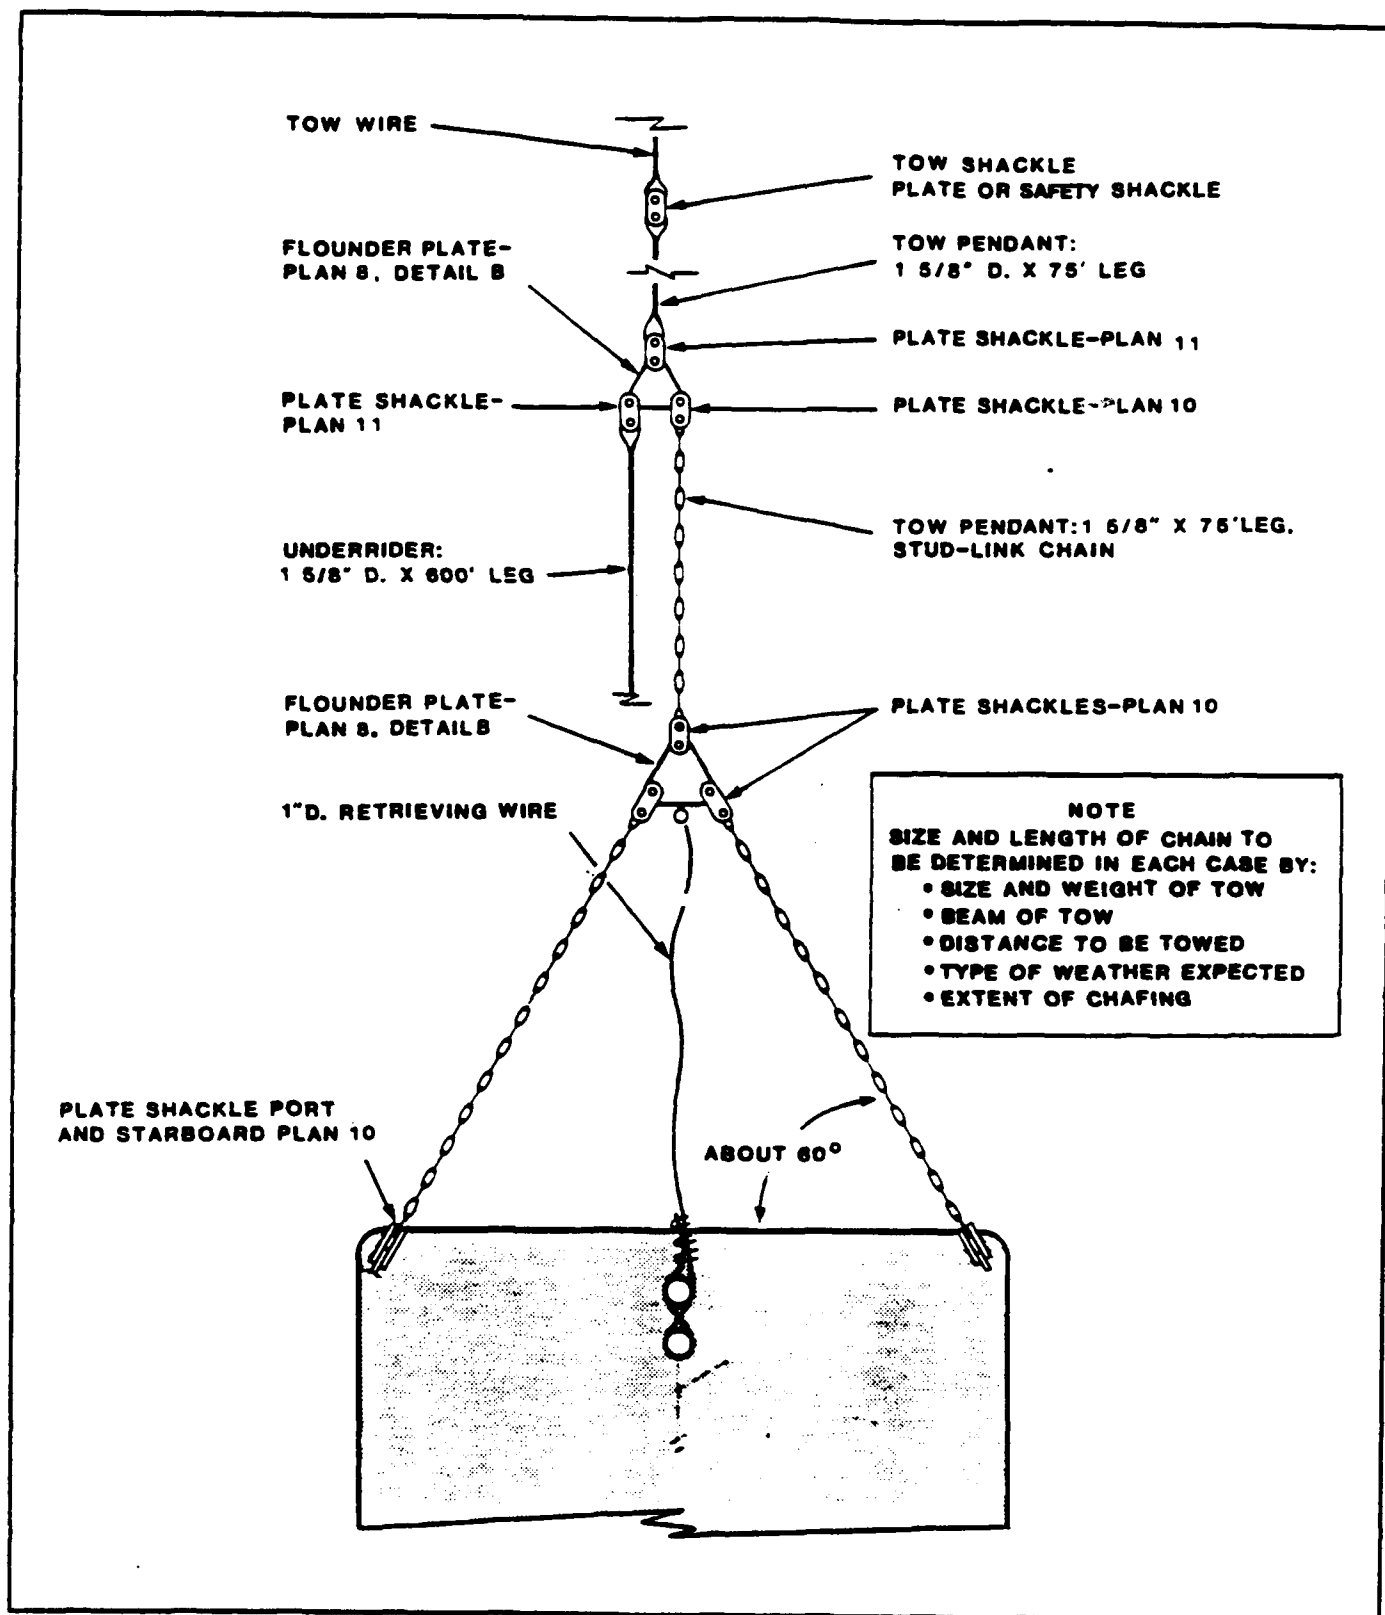 TOW WIRE
TOW SHACKLE
PLATE OR SAFETY SHACKLE
FLOUNDER PLATE-
PLAN 8, DETAIL B
TOW PENDANT:
1 5/8" D. X 75' LEG
PLATE SHACKLE-PLAN 11
PLATE SHACKLE-
PLAN 11
PLATE SHACKLE-PLAN 10
TOW PENDANT:1 5/8" X 75'LEG.
STUD-LINK CHAIN
UNDERRIDER:
1 5/8" D. X 600' LEG
FLOUNDER PLATE-
PLAN 8. DETAIL B
PLATE SHACKLES-PLAN 10
1"D. RETRIEVING WIRE
NOTE
SIZE AND LENGTH OF CHAIN TO
BE DETERMINED IN EACH CASE BY:
• SIZE AND WEIGHT OF TOW
• BEAM OF TOW
• DISTANCE TO BE TOWED
• TYPE OF WEATHER EXPECTED
• EXTENT OF CHAFING
PLATE SHACKLE PORT
AND STARBOARD PLAN 10
ABOUT 60°